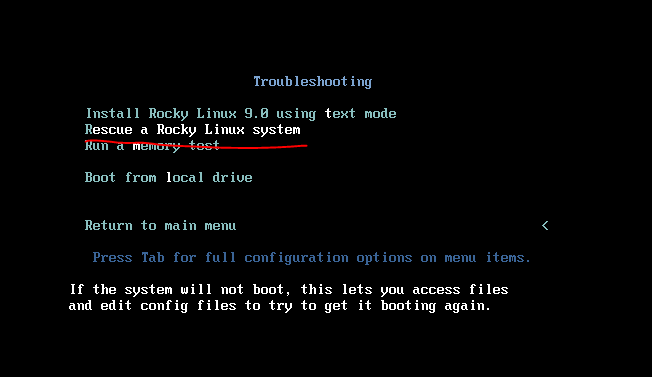 Troubleshooting
Install Rocky Linux 9.0 using text mode
Rescue a Rocky Linux system
Run a memory test
Boot from local drive
Return to main menu <
Press Tab for full configuration options on menu items.
If the system will not boot, this lets you access files
and edit config files to try to get it booting again.